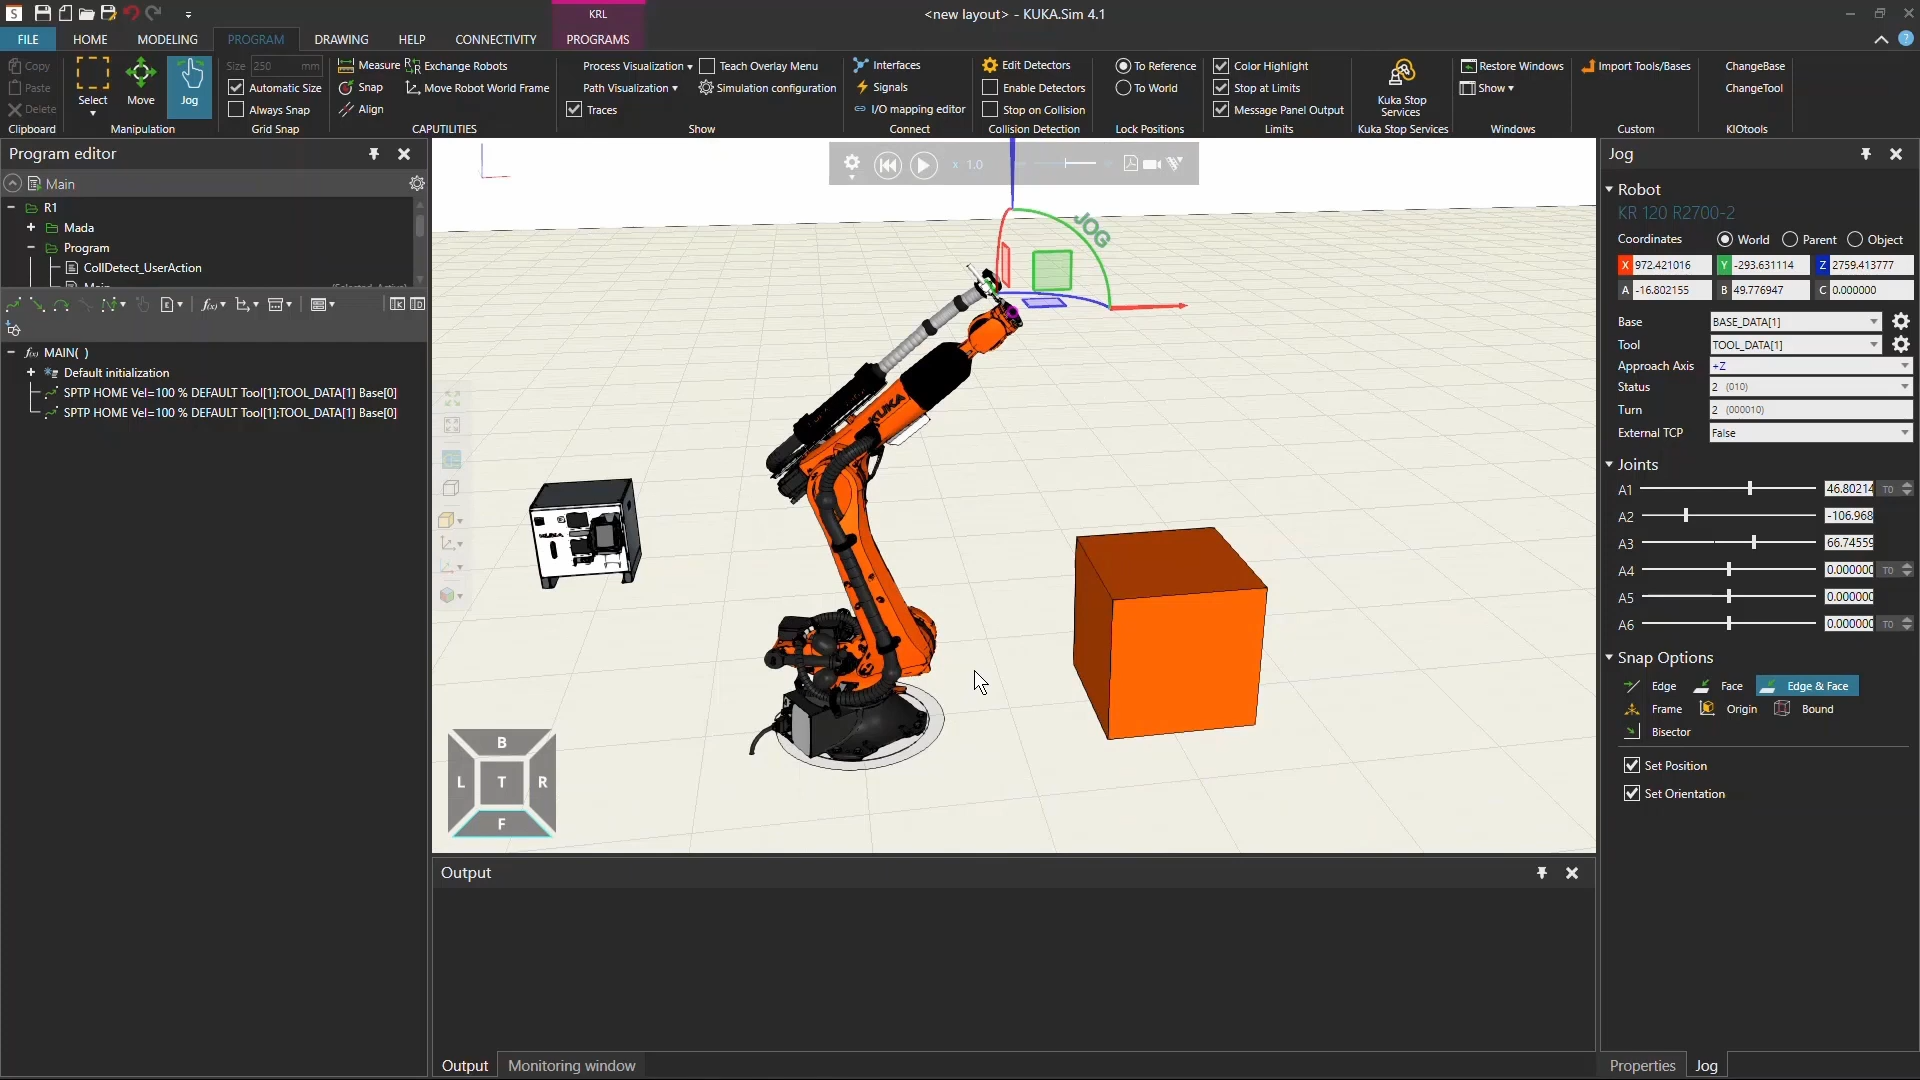 KRL
<new layout> - KUKA.Sim 4.1
FILE HOME MODELING PROGRAM DRAWING HELP CONNECTIVITY PROGRAMS
Copy
Paste
Delete
Clipboard
Select
Move
Jog
Manipulation
Size 250 mm
Automatic Size
Always Snap
Grid Snap
Measure
Snap
Align
Exchange Robots
Move Robot World Frame
CAPUTILITIES
Process Visualization
Path Visualization
Traces
Teach Overlay Menu
Simulation configuration
Show
Interfaces
Signals
I/O mapping editor
Connect
Edit Detectors
Enable Detectors
Stop on Collision
Collision Detection
To Reference
To World
Lock Positions
Color Highlight
Stop at Limits
Message Panel Output
Limits
Kuka Stop
Services
Kuka Stop Services
Restore Windows
Show
Windows
Import Tools/Bases
Custom
ChangeBase
ChangeTool
KIOtools
Program editor
Main
R1
Mada
Program
CollDetect_UserAction
MAIN( )
Default initialization
SPTP HOME Vel=100 % DEFAULT Tool[1]:TOOL_DATA[1] Base[0]
SPTP HOME Vel=100 % DEFAULT Tool[1]:TOOL_DATA[1] Base[0]
x 1.0
JOG
KUKA
B
L T R
F
Output
Output Monitoring window
Jog
Robot
KR 120 R2700-2
Coordinates World Parent Object
X 972.421016 Y -293.631114 Z 2759.413777
A -16.802155 B 49.776947 C 0.000000
Base BASE_DATA[1]
Tool TOOL_DATA[1]
Approach Axis +Z
Status 2 (010)
Turn 2 (000010)
External TCP False
Joints
A1 46.80214 T0
A2 -106.968
A3 66.74559
A4 0.000000 T0
A5 0.000000
A6 0.000000 T0
Snap Options
Edge Face Edge & Face
Frame Origin Bound
Bisector
Set Position
Set Orientation
Properties Jog